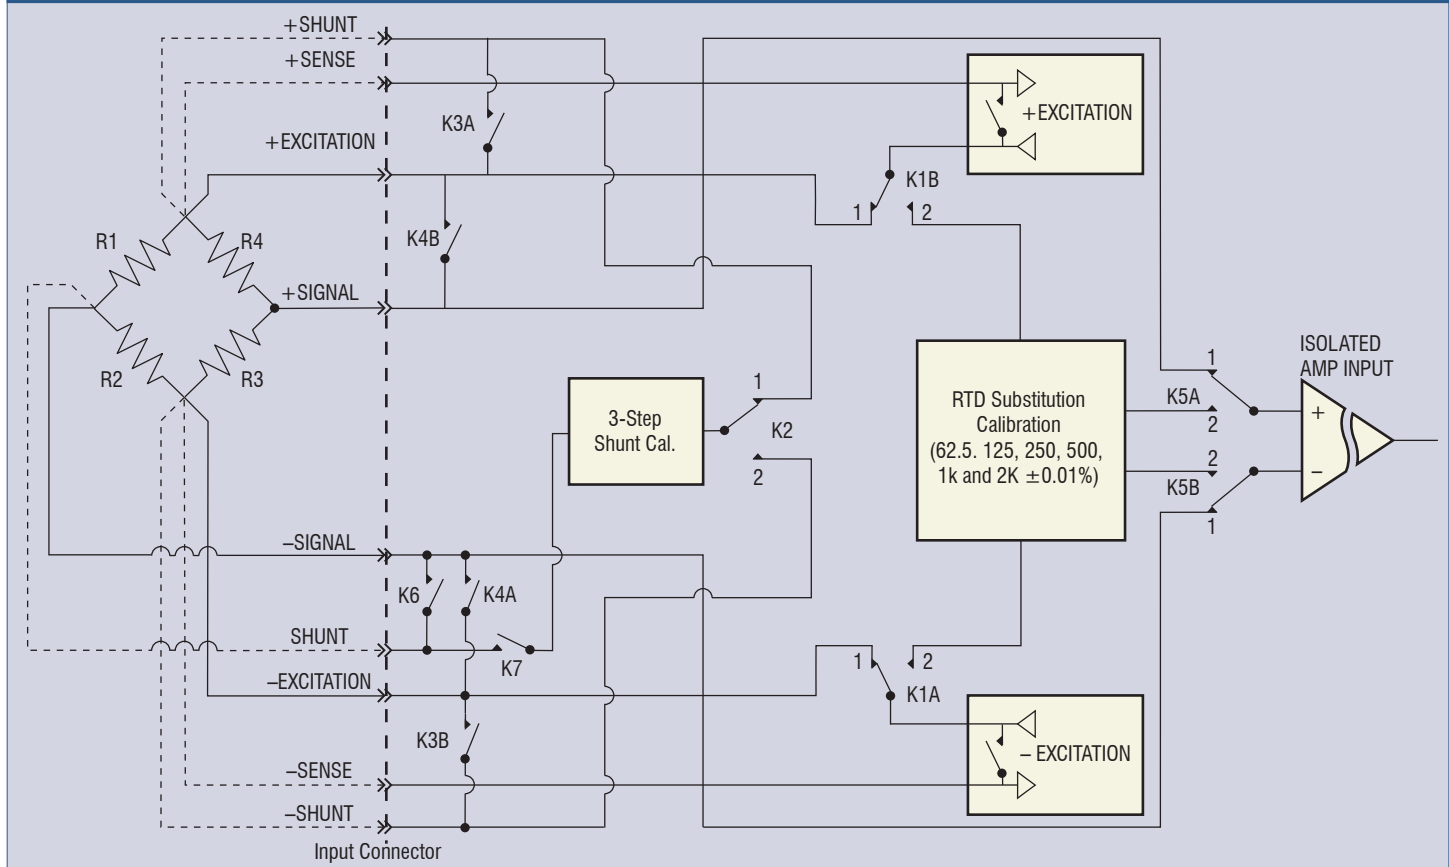 +SHUNT
+SENSE
+EXCITATION
K3A
+EXCITATION
K1B
1
2
K4B
R1
R4
+SIGNAL
R2
R3
1
3-Step
Shunt Cal.
K2
2
RTD Substitution
Calibration
(62.5. 125, 250, 500,
1k and 2K ±0.01%)
ISOLATED
AMP INPUT
1
K5A
2
+
2
K5B
–
1
–SIGNAL
K6
K4A
SHUNT
K7
–EXCITATION
1
2
K1A
K3B
– EXCITATION
–SENSE
–SHUNT
Input Connector